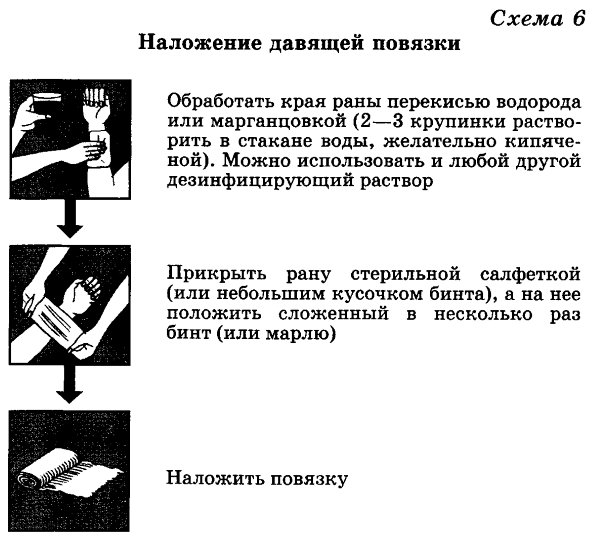 Схема 6
Наложение давящей повязки
Обработать края раны перекисью водорода
или марганцовкой (2—3 крупинки раство-
рить в стакане воды, желательно кипяче-
ной). Можно использовать и любой другой
дезинфицирующий раствор
Прикрыть рану стерильной салфеткой
(или небольшим кусочком бинта), а на нее
положить сложенный в несколько раз
бинт (или марлю)
Наложить повязку